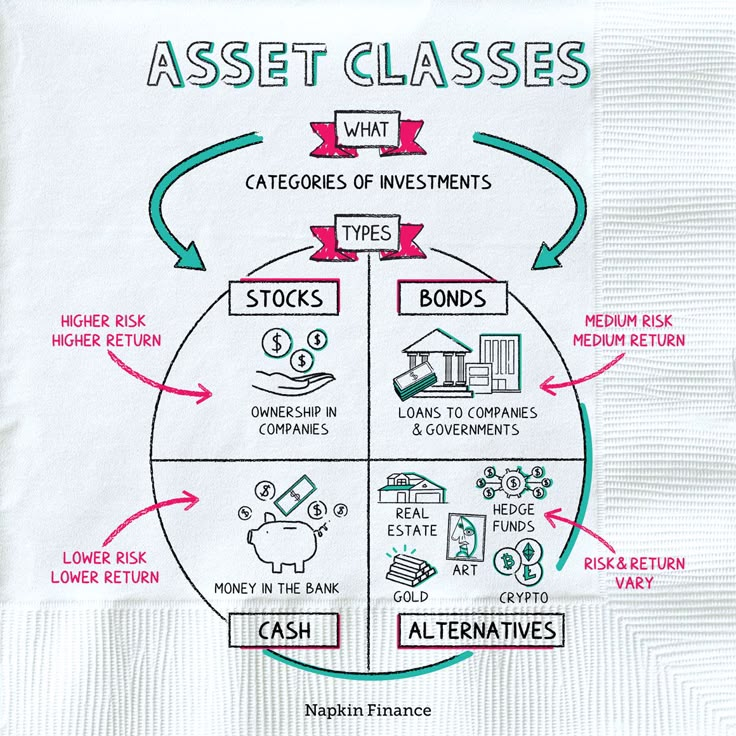 ASSET CLASSES
WHAT
CATEGORIES OF INVESTMENTS
TYPES
STOCKS
BONDS
HIGHER RISK
HIGHER RETURN
MEDIUM RISK
MEDIUM RETURN
OWNERSHIP IN
COMPANIES
LOANS TO COMPANIES
& GOVERNMENTS
LOWER RISK
LOWER RETURN
MONEY IN THE BANK
REAL
ESTATE
HEDGE
FUNDS
ART
GOLD
CRYPTO
RISK & RETURN
VARY
CASH
ALTERNATIVES
Napkin Finance